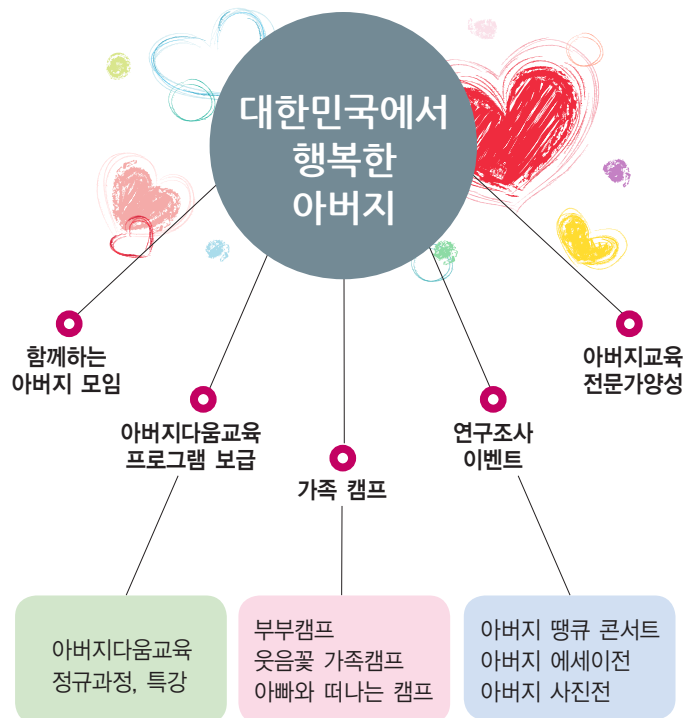 대한민국에서
행복한
아버지
함께하는
아버지 모임
아버지다움교육
프로그램 보급
가족 캠프
연구조사
이벤트
아버지교육
전문가양성
아버지다움교육
정규과정, 특강
부부캠프
웃음꽃 가족캠프
아빠와 떠나는 캠프
아버지 땡큐 콘서트
아버지 에세이전
아버지 사진전